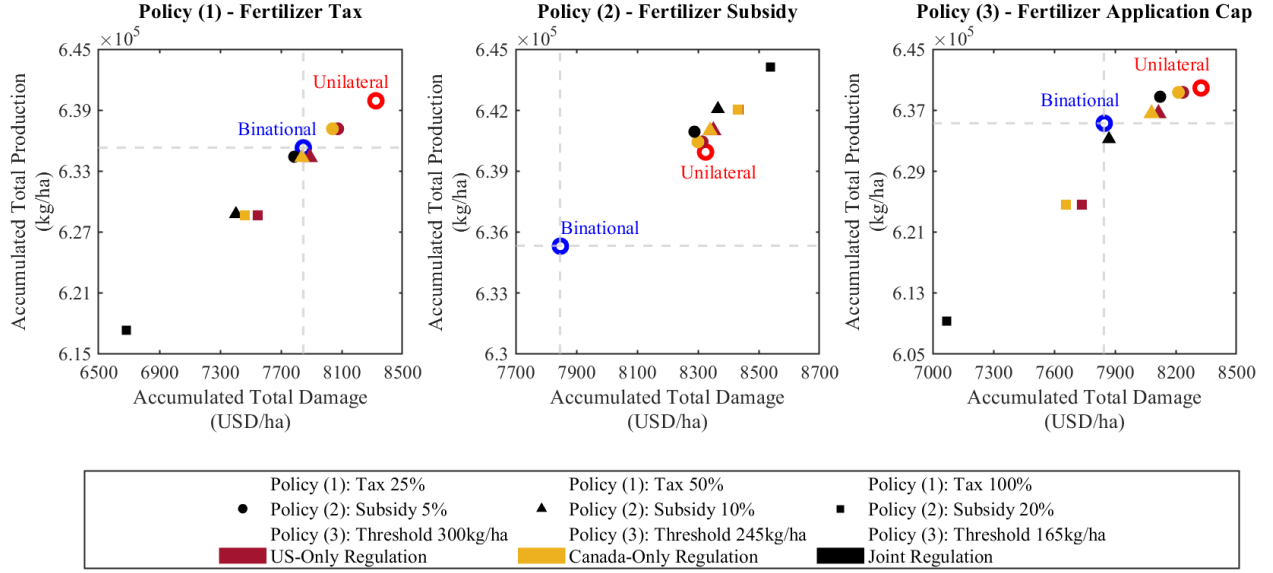 Policy (1) - Fertilizer Tax
×10⁵
6.45
6.39
6.33
6.27
6.21
6.15
6500
6900
7300
7700
8100
8500
Accumulated Total Production
(kg/ha)
Accumulated Total Damage
(USD/ha)
Unilateral
Binational
Policy (2) - Fertilizer Subsidy
×10⁵
6.45
6.42
6.39
6.36
6.33
6.3
7700
7900
8100
8300
8500
8700
Accumulated Total Production
(kg/ha)
Accumulated Total Damage
(USD/ha)
Unilateral
Binational
Policy (3) - Fertilizer Application Cap
×10⁵
6.45
6.37
6.29
6.21
6.13
6.05
7000
7300
7600
7900
8200
8500
Accumulated Total Production
(kg/ha)
Accumulated Total Damage
(USD/ha)
Unilateral
Binational
Policy (1): Tax 25%
Policy (2): Subsidy 5%
Policy (3): Threshold 300kg/ha
US-Only Regulation
Policy (1): Tax 50%
Policy (2): Subsidy 10%
Policy (3): Threshold 245kg/ha
Canada-Only Regulation
Policy (1): Tax 100%
Policy (2): Subsidy 20%
Policy (3): Threshold 165kg/ha
Joint Regulation